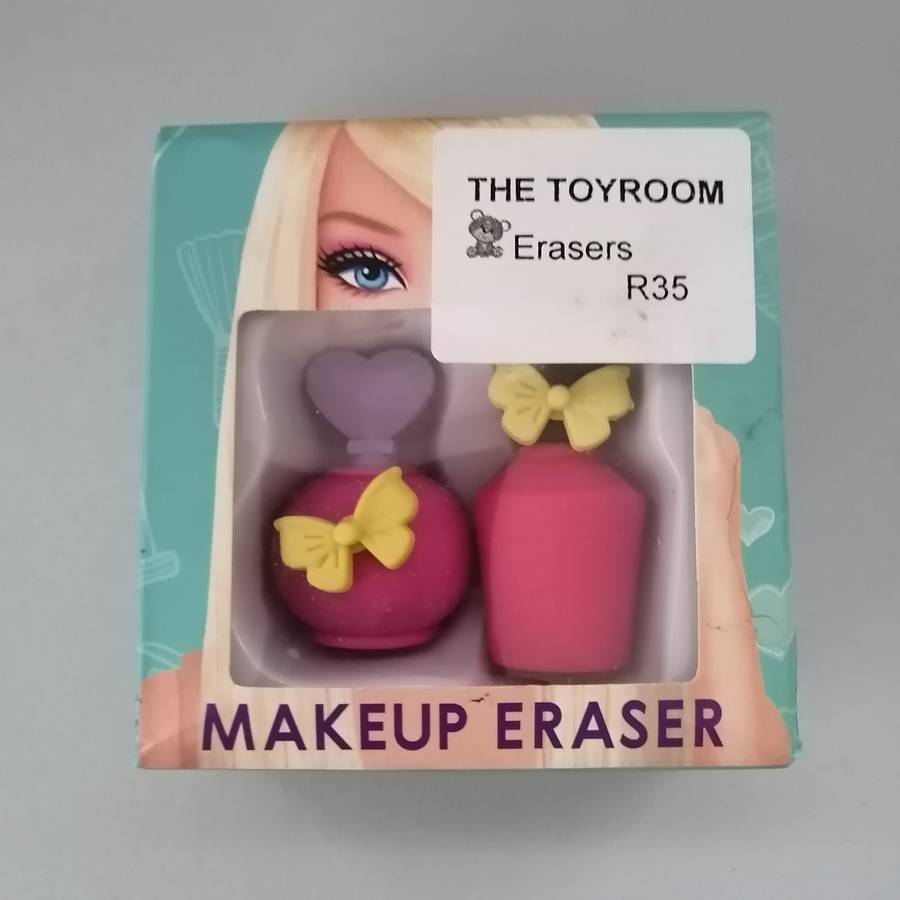 THE TOYROOM
Erasers
R35
MAKEUP ERASER